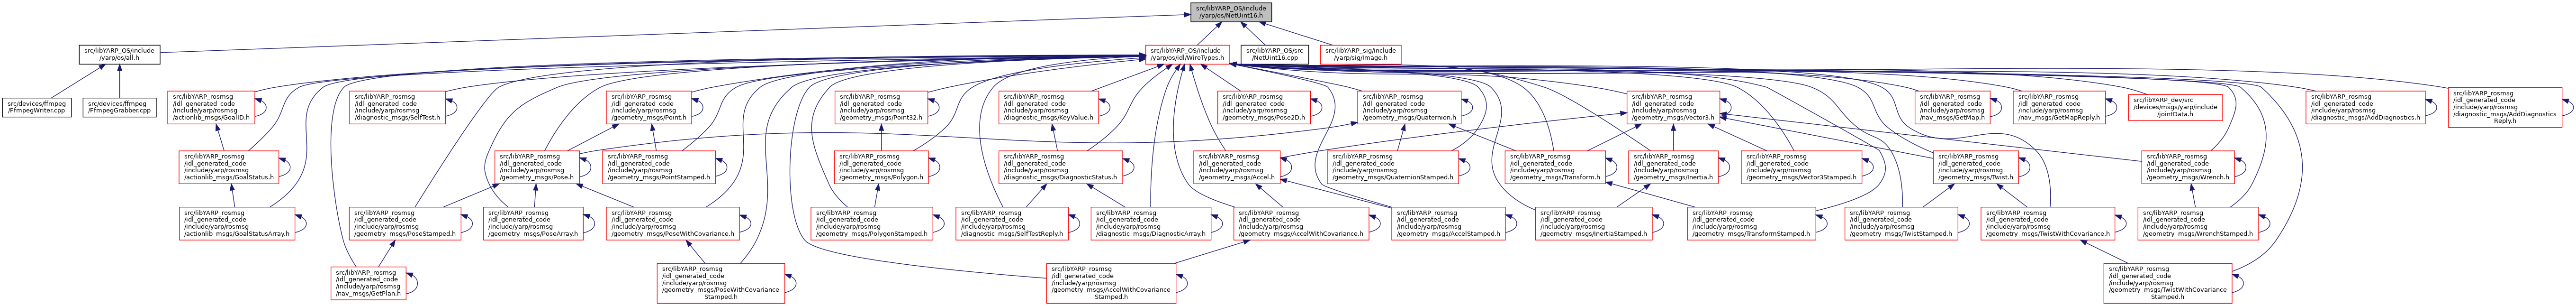 src/libYARP_OS/include
/yarp/os/NetUint16.h
src/libYARP_OS/include
/yarp/os/all.h
src/libYARP_OS/include
/yarp/os/idl/WireTypes.h
src/libYARP_OS/src
/NetUint16.cpp
src/libYARP_sig/include
/yarp/sig/Image.h
src/devices/ffmpeg
/FfmpegWriter.cpp
src/devices/ffmpeg
/FfmpegGrabber.cpp
src/libYARP_rosmsg
/idl_generated_code
/include/yarp/rosmsg
/actionlib_msgs/GoalID.h
src/libYARP_rosmsg
/idl_generated_code
/include/yarp/rosmsg
/diagnostic_msgs/SelfTest.h
src/libYARP_rosmsg
/idl_generated_code
/include/yarp/rosmsg
/geometry_msgs/Point.h
src/libYARP_rosmsg
/idl_generated_code
/include/yarp/rosmsg
/geometry_msgs/Point32.h
src/libYARP_rosmsg
/idl_generated_code
/include/yarp/rosmsg
/diagnostic_msgs/KeyValue.h
src/libYARP_rosmsg
/idl_generated_code
/include/yarp/rosmsg
/geometry_msgs/Pose2D.h
src/libYARP_rosmsg
/idl_generated_code
/include/yarp/rosmsg
/geometry_msgs/Quaternion.h
src/libYARP_rosmsg
/idl_generated_code
/include/yarp/rosmsg
/geometry_msgs/Vector3.h
src/libYARP_rosmsg
/idl_generated_code
/include/yarp/rosmsg
/nav_msgs/GetMap.h
src/libYARP_rosmsg
/idl_generated_code
/include/yarp/rosmsg
/nav_msgs/GetMapReply.h
src/libYARP_dev/src
/devices/msgs/yarp/include
/jointData.h
src/libYARP_rosmsg
/idl_generated_code
/include/yarp/rosmsg
/diagnostic_msgs/AddDiagnostics.h
src/libYARP_rosmsg
/idl_generated_code
/include/yarp/rosmsg
/diagnostic_msgs/AddDiagnostics
Reply.h
src/libYARP_rosmsg
/idl_generated_code
/include/yarp/rosmsg
/actionlib_msgs/GoalStatus.h
src/libYARP_rosmsg
/idl_generated_code
/include/yarp/rosmsg
/geometry_msgs/Pose.h
src/libYARP_rosmsg
/idl_generated_code
/include/yarp/rosmsg
/geometry_msgs/PointStamped.h
src/libYARP_rosmsg
/idl_generated_code
/include/yarp/rosmsg
/geometry_msgs/Polygon.h
src/libYARP_rosmsg
/idl_generated_code
/include/yarp/rosmsg
/diagnostic_msgs/DiagnosticStatus.h
src/libYARP_rosmsg
/idl_generated_code
/include/yarp/rosmsg
/geometry_msgs/Accel.h
src/libYARP_rosmsg
/idl_generated_code
/include/yarp/rosmsg
/geometry_msgs/QuaternionStamped.h
src/libYARP_rosmsg
/idl_generated_code
/include/yarp/rosmsg
/geometry_msgs/Transform.h
src/libYARP_rosmsg
/idl_generated_code
/include/yarp/rosmsg
/geometry_msgs/Inertia.h
src/libYARP_rosmsg
/idl_generated_code
/include/yarp/rosmsg
/geometry_msgs/Vector3Stamped.h
src/libYARP_rosmsg
/idl_generated_code
/include/yarp/rosmsg
/geometry_msgs/Twist.h
src/libYARP_rosmsg
/idl_generated_code
/include/yarp/rosmsg
/geometry_msgs/Wrench.h
src/libYARP_rosmsg
/idl_generated_code
/include/yarp/rosmsg
/actionlib_msgs/GoalStatusArray.h
src/libYARP_rosmsg
/idl_generated_code
/include/yarp/rosmsg
/geometry_msgs/PoseStamped.h
src/libYARP_rosmsg
/idl_generated_code
/include/yarp/rosmsg
/geometry_msgs/PoseArray.h
src/libYARP_rosmsg
/idl_generated_code
/include/yarp/rosmsg
/geometry_msgs/PoseWithCovariance.h
src/libYARP_rosmsg
/idl_generated_code
/include/yarp/rosmsg
/geometry_msgs/PolygonStamped.h
src/libYARP_rosmsg
/idl_generated_code
/include/yarp/rosmsg
/diagnostic_msgs/SelfTestReply.h
src/libYARP_rosmsg
/idl_generated_code
/include/yarp/rosmsg
/diagnostic_msgs/DiagnosticArray.h
src/libYARP_rosmsg
/idl_generated_code
/include/yarp/rosmsg
/geometry_msgs/AccelWithCovariance.h
src/libYARP_rosmsg
/idl_generated_code
/include/yarp/rosmsg
/geometry_msgs/AccelStamped.h
src/libYARP_rosmsg
/idl_generated_code
/include/yarp/rosmsg
/geometry_msgs/InertiaStamped.h
src/libYARP_rosmsg
/idl_generated_code
/include/yarp/rosmsg
/geometry_msgs/TransformStamped.h
src/libYARP_rosmsg
/idl_generated_code
/include/yarp/rosmsg
/geometry_msgs/TwistStamped.h
src/libYARP_rosmsg
/idl_generated_code
/include/yarp/rosmsg
/geometry_msgs/TwistWithCovariance.h
src/libYARP_rosmsg
/idl_generated_code
/include/yarp/rosmsg
/geometry_msgs/WrenchStamped.h
src/libYARP_rosmsg
/idl_generated_code
/include/yarp/rosmsg
/nav_msgs/GetPlan.h
src/libYARP_rosmsg
/idl_generated_code
/include/yarp/rosmsg
/geometry_msgs/PoseWithCovariance
Stamped.h
src/libYARP_rosmsg
/idl_generated_code
/include/yarp/rosmsg
/geometry_msgs/AccelWithCovariance
Stamped.h
src/libYARP_rosmsg
/idl_generated_code
/include/yarp/rosmsg
/geometry_msgs/TwistWithCovariance
Stamped.h